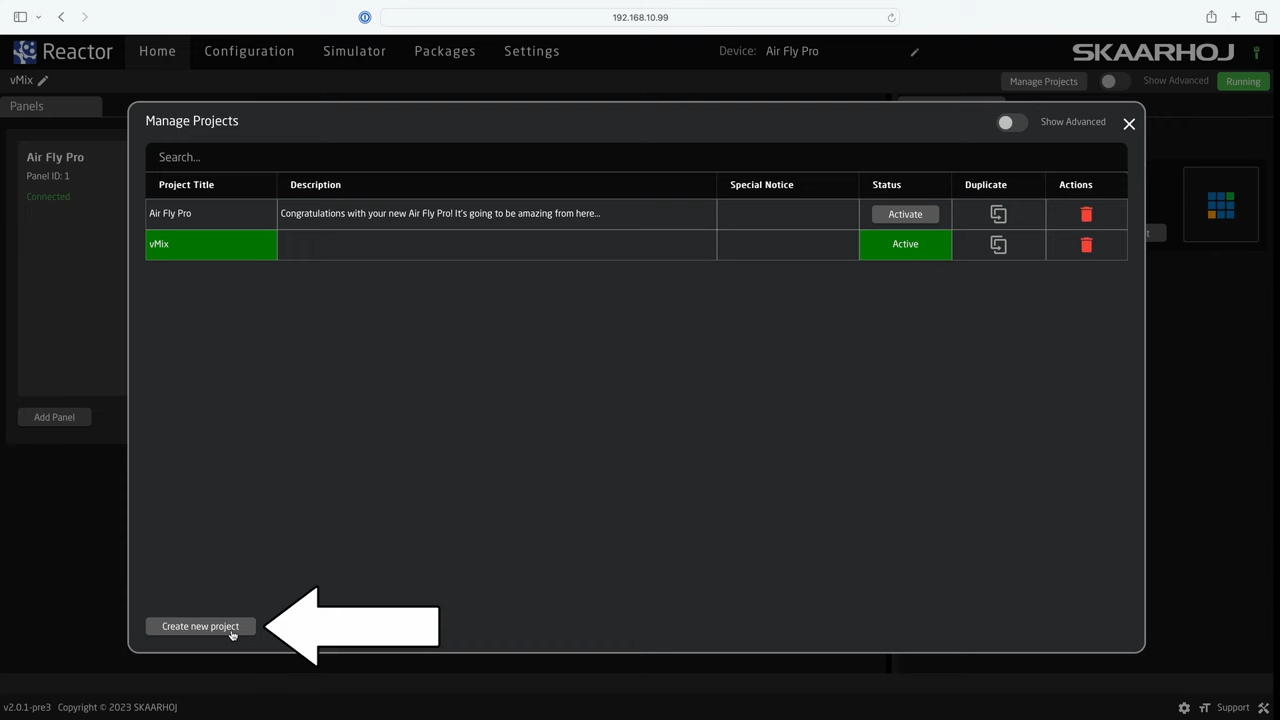 192.168.10.99
Reactor
Home
Configuration
Simulator
Packages
Settings
Device: Air Fly Pro
SKAARHOJ
vMix
Manage Projects
Show Advanced
Running
Panels
Air Fly Pro
Panel ID: 1
Connected
Add Panel
Manage Projects
Show Advanced
Search...
Project Title Description Special Notice Status Duplicate Actions
Air Fly Pro Congratulations with your new Air Fly Pro! It's going to be amazing from here... Activate
vMix Active
Create new project
v2.0.1-pre3 Copyright © 2023 SKAARHOJ
Support